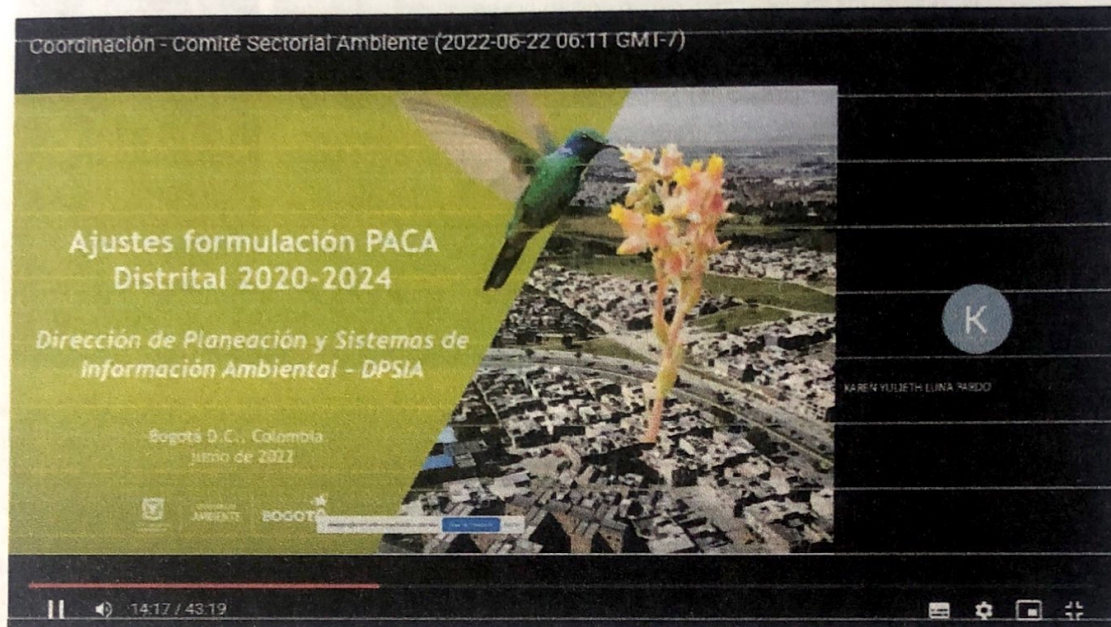 Coordinación - Comité Sectorial Ambiente (2022-06-22 06:11 GMT-7)
Ajustes formulación PACA
Distrital 2020-2024
Dirección de Planeación y Sistemas de
Información Ambiental - DPSIA
Bogotá D.C., Colombia
junio de 2022
AMBIENTE
BOGOTÁ
K
KAREN YULIETH LUNA PARDO
14:17 / 43:19